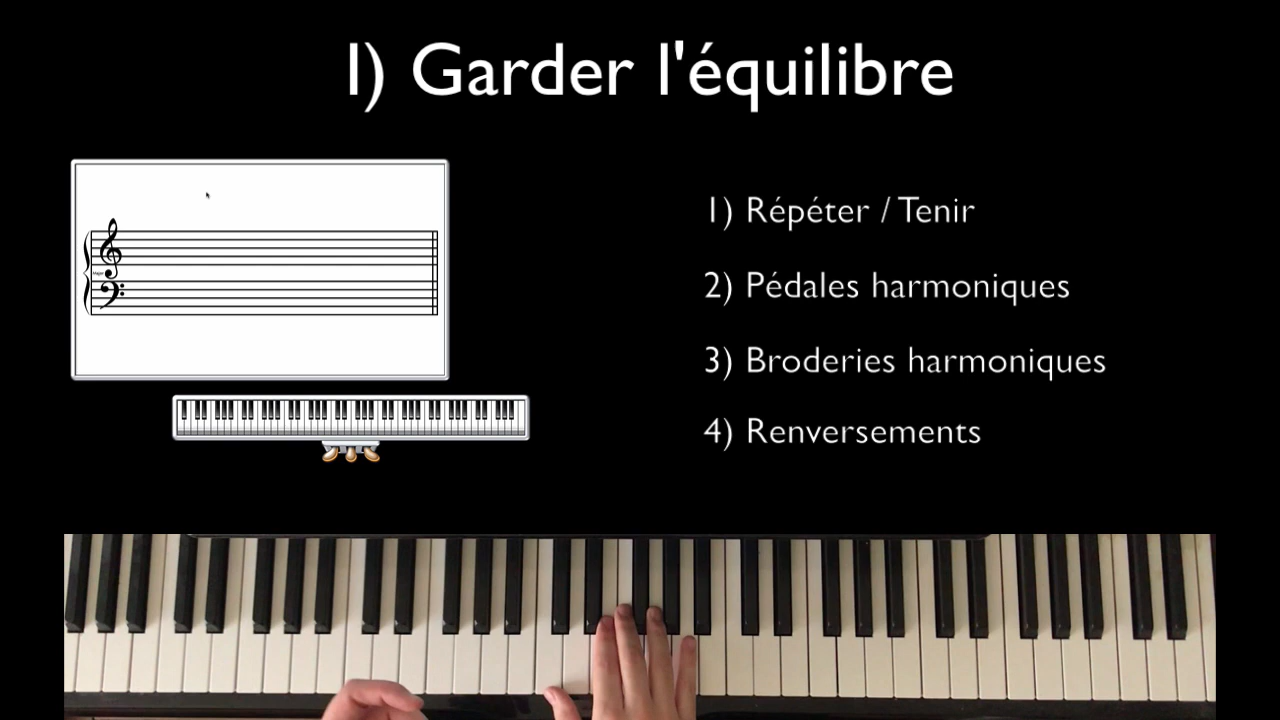 I) Garder l'équilibre
1) Répéter / Tenir
2) Pédales harmoniques
3) Broderies harmoniques
4) Renversements